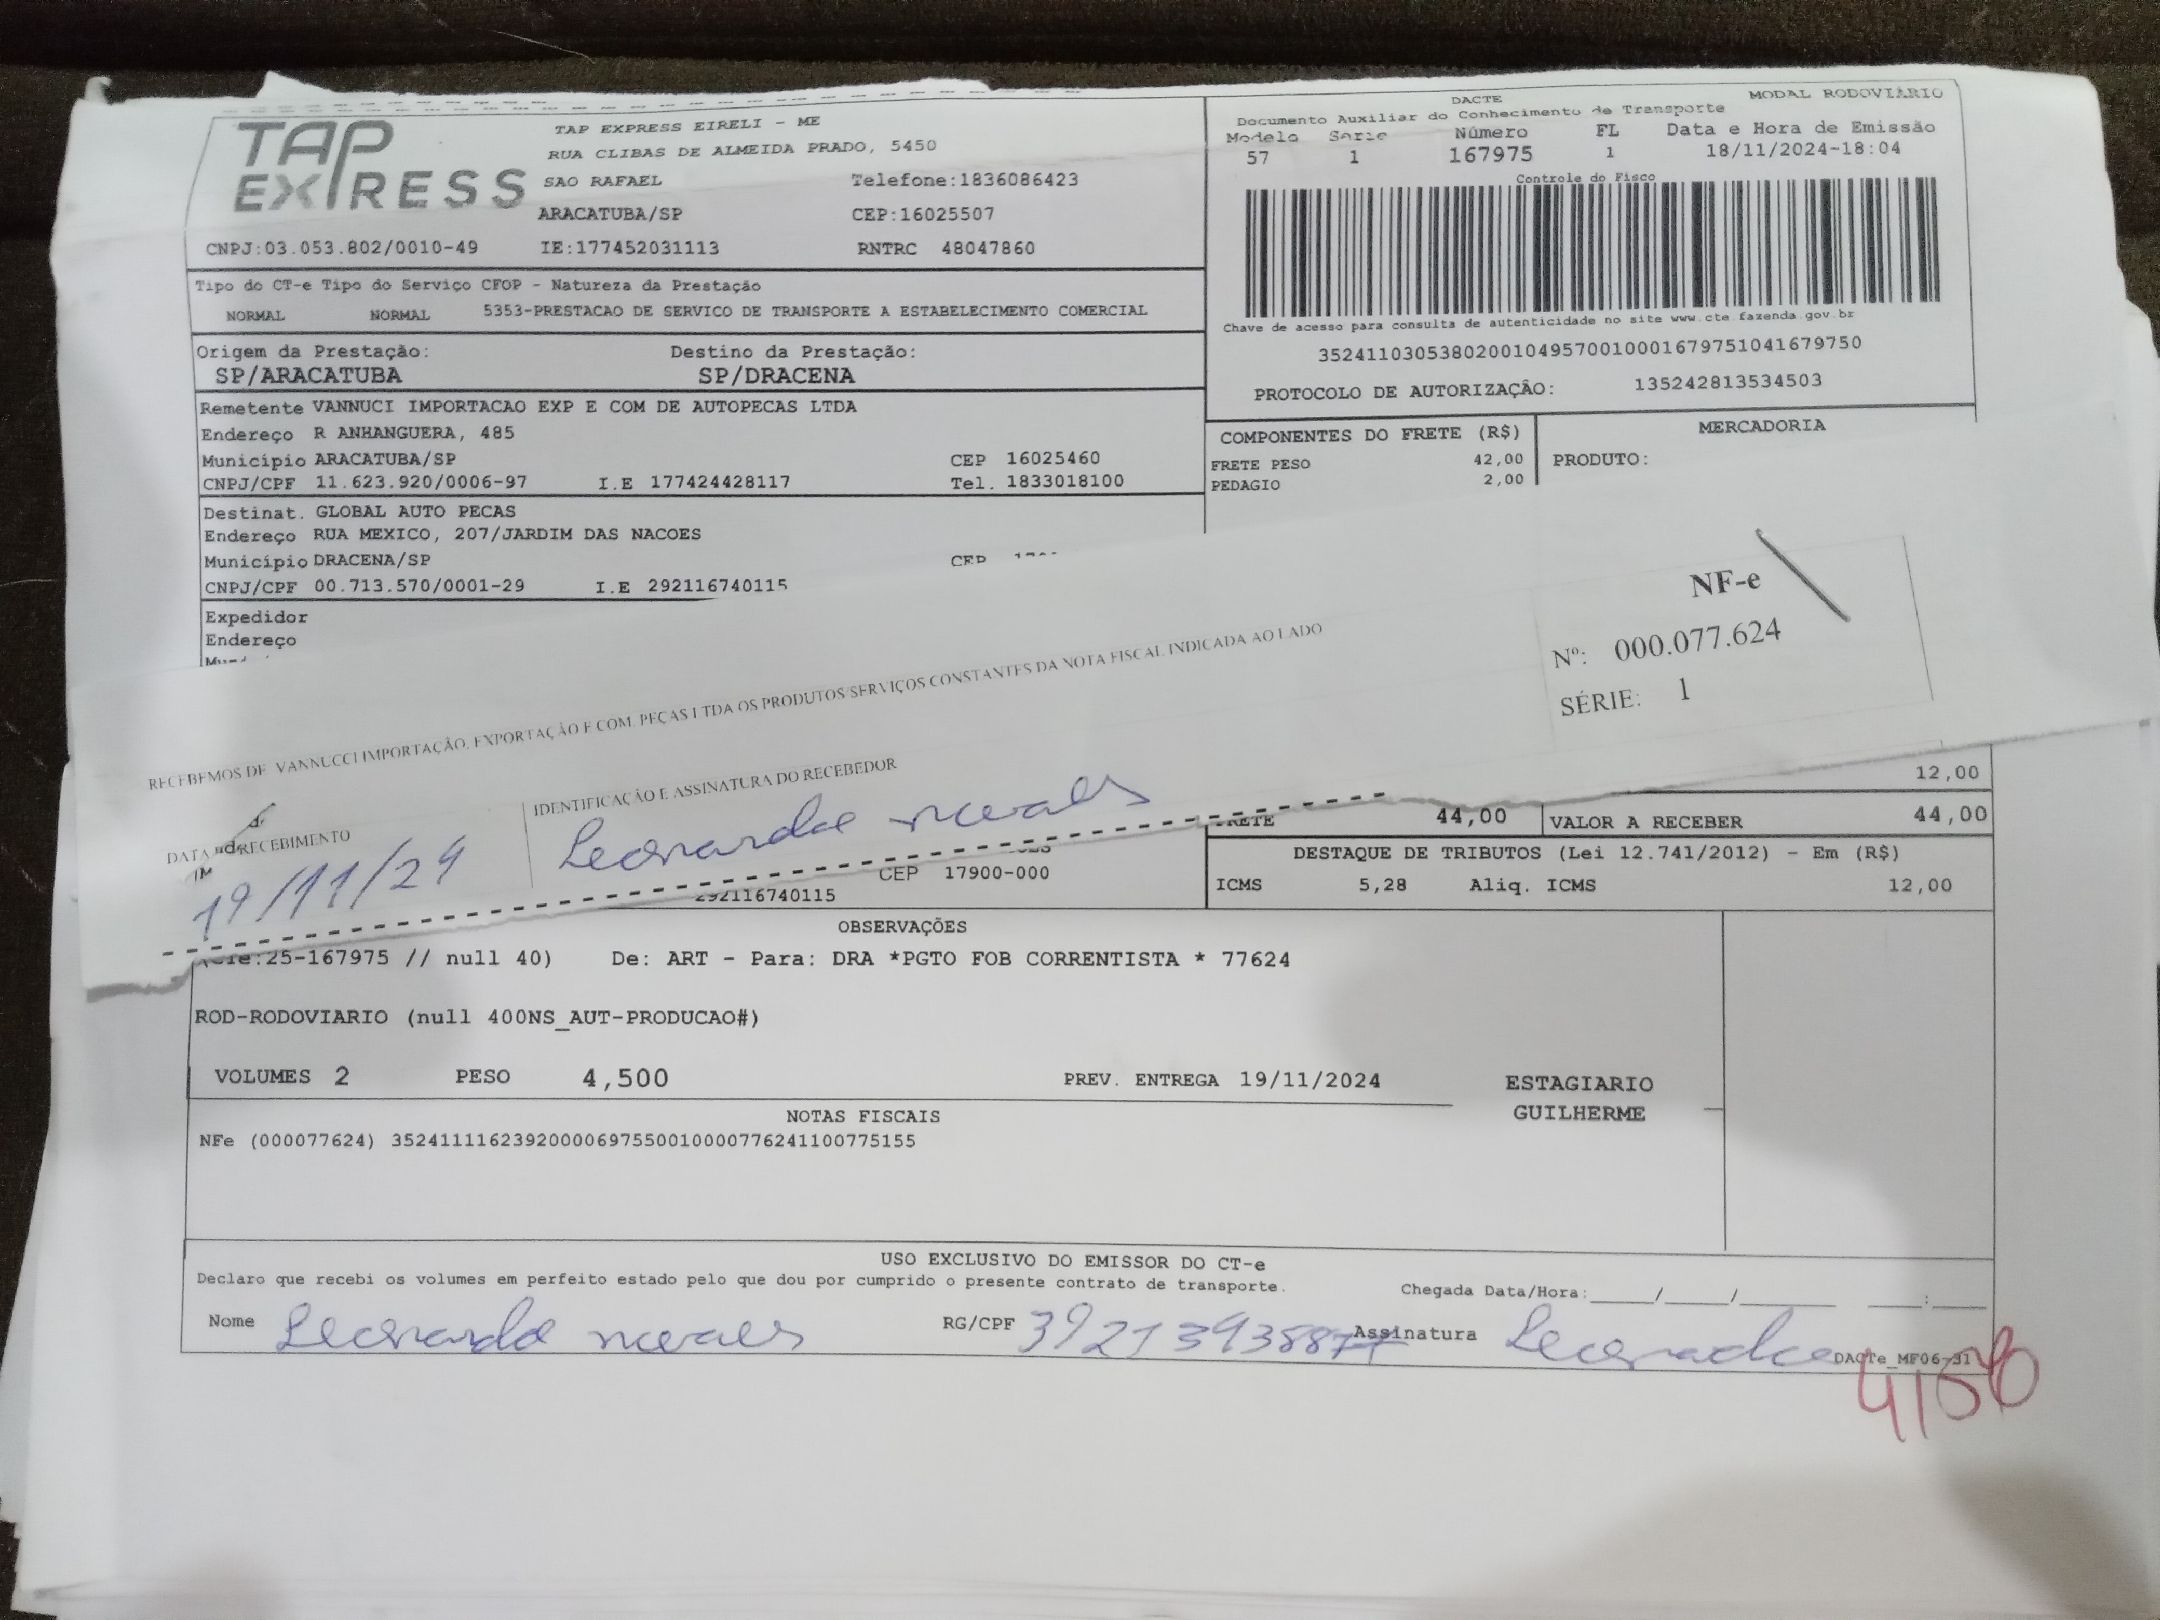 TAP EXPRESS
TAP EXPRESS EIRELI - ME
RUA CLIBAS DE ALMEIDA PRADO, 5450
SAO RAFAEL Telefone:1836086423
ARACATUBA/SP CEP:16025507
CNPJ:03.053.802/0010-49 IE:177452031113 RNTRC 48047860
DACTE MODAL RODOVIÁRIO
Documento Auxiliar do Conhecimento de Transporte
Modelo Serie Número FL Data e Hora de Emissão
57 1 167975 1 18/11/2024-18:04
Controle do Fisco
Chave de acesso para consulta de autenticidade no site www.cte.fazenda.gov.br
35241103053802001049570010001679751041679750
PROTOCOLO DE AUTORIZAÇÃO: 135242813534503
Tipo do CT-e Tipo do Serviço CFOP - Natureza da Prestação
NORMAL NORMAL 5353-PRESTACAO DE SERVICO DE TRANSPORTE A ESTABELECIMENTO COMERCIAL
Origem da Prestação: Destino da Prestação:
SP/ARACATUBA SP/DRACENA
Remetente VANNUCI IMPORTACAO EXP E COM DE AUTOPECAS LTDA
Endereço R ANHANGUERA, 485
Município ARACATUBA/SP CEP 16025460
CNPJ/CPF 11.623.920/0006-97 I.E 177424428117 Tel. 1833018100
COMPONENTES DO FRETE (R$) MERCADORIA
FRETE PESO 42,00 PRODUTO:
PEDAGIO 2,00
Destinat. GLOBAL AUTO PECAS
Endereço RUA MEXICO, 207/JARDIM DAS NACOES
Município DRACENA/SP CEP
CNPJ/CPF 00.713.570/0001-29 I.E 292116740115
Expedidor
Endereço
NF-e
Nº: 000.077.624
SÉRIE: 1
RECEBEMOS DE VANNUCCI IMPORTAÇÃO, EXPORTAÇÃO E COM. PEÇAS LTDA OS PRODUTOS/SERVIÇOS CONSTANTES DA NOTA FISCAL INDICADA AO LADO
DATA RECEBIMENTO IDENTIFICAÇÃO E ASSINATURA DO RECEBEDOR
19/11/24 Leonardo moraes
12,00
FRETE 44,00 VALOR A RECEBER 44,00
DESTAQUE DE TRIBUTOS (Lei 12.741/2012) - Em (R$)
CEP 17900-000 ICMS 5,28 Aliq. ICMS 12,00
292116740115
OBSERVAÇÕES
25-167975 // null 40) De: ART - Para: DRA *PGTO FOB CORRENTISTA * 77624
ROD-RODOVIARIO (null 400NS_AUT-PRODUCAO#)
VOLUMES 2 PESO 4,500 PREV. ENTREGA 19/11/2024 ESTAGIARIO
GUILHERME
NOTAS FISCAIS
NFe (000077624) 35241111623920000697550010000776241100775155
USO EXCLUSIVO DO EMISSOR DO CT-e
Declaro que recebi os volumes em perfeito estado pelo que dou por cumprido o presente contrato de transporte.
Chegada Data/Hora:_____/_____/________ ____:____
Nome Leonardo moraes RG/CPF 39213938877 Assinatura Leonardo
DACTe_MF06-31